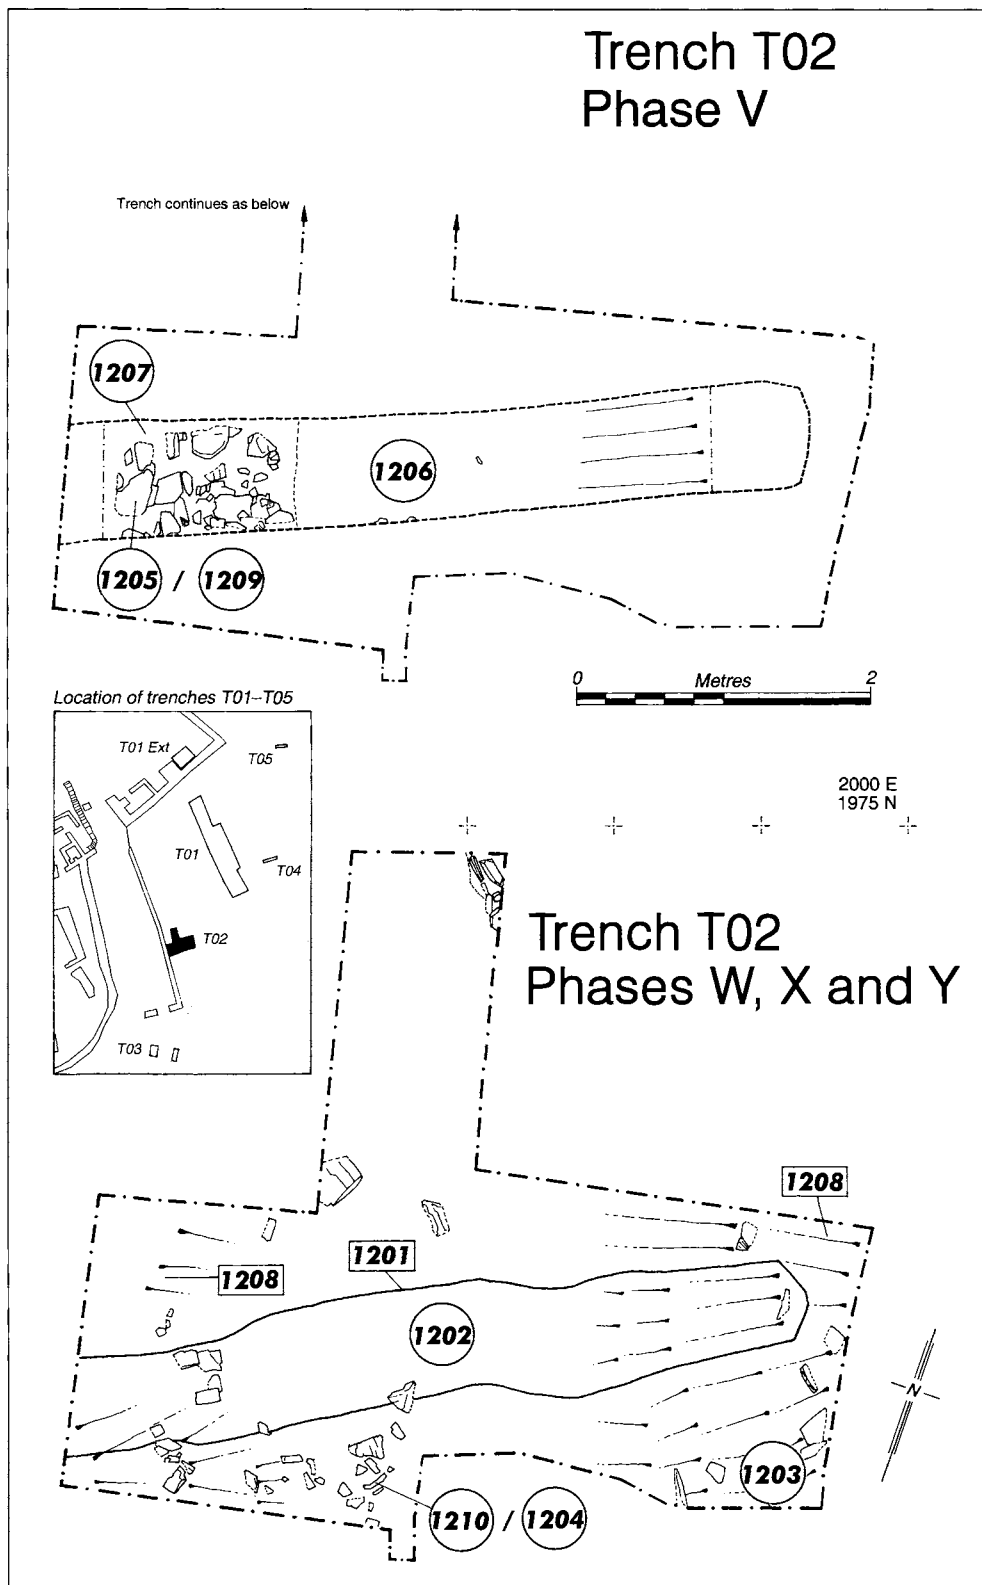 Trench T02
Phase V
Trench continues as below
1207
1206
1205 / 1209
0 Metres 2
Location of trenches T01–T05
T01 Ext
T05
T01
T04
T02
T03
2000 E
1975 N
Trench T02
Phases W, X and Y
1208
1201
1208
1202
N
1203
1210 / 1204